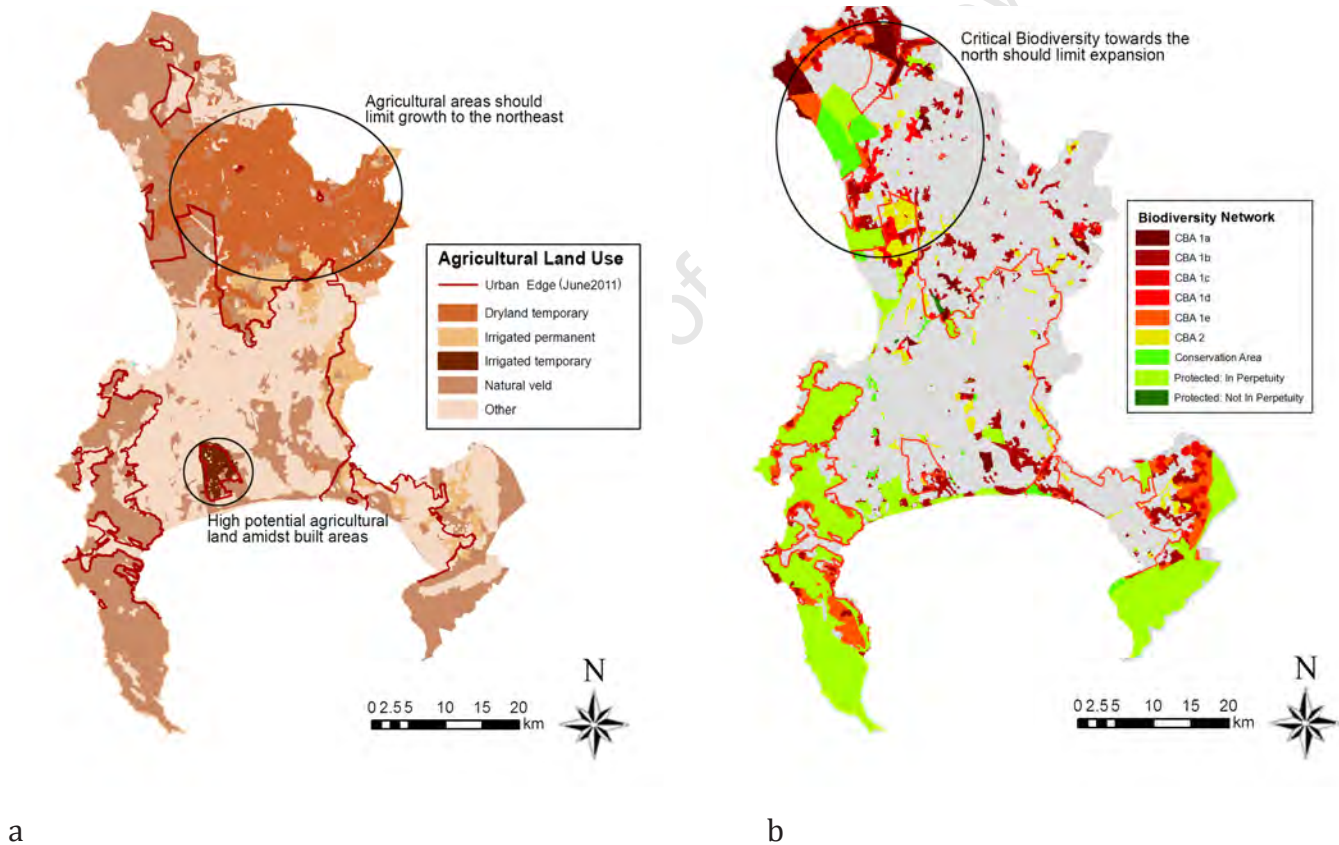 Agricultural areas should
limit growth to the northeast
Agricultural Land Use
Urban Edge (June2011)
Dryland temporary
Irrigated permanent
Irrigated temporary
Natural veld
Other
High potential agricultural
land amidst built areas
N
0 2.5 5 10 15 20
km
a
Critical Biodiversity towards the
north should limit expansion
Biodiversity Network
CBA 1a
CBA 1b
CBA 1c
CBA 1d
CBA 1e
CBA 2
Conservation Area
Protected: In Perpetuity
Protected: Not In Perpetuity
N
0 2.5 5 10 15 20
km
b
of